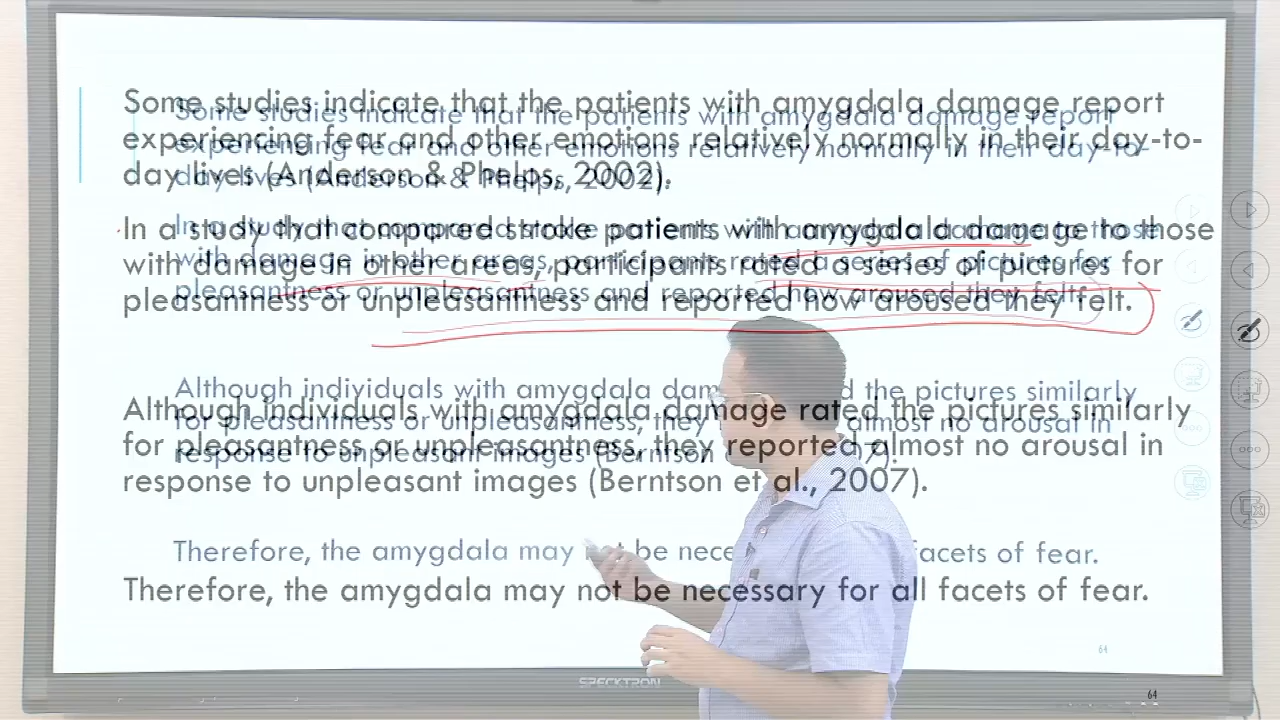 Some studies indicate that the patients with amygdala damage report
experiencing fear and other emotions relatively normally in their day-to-
day lives (Anderson & Phelps, 2002).
In a study that compared stroke patients with amygdala damage to those
with damage in other areas, participants rated a series of pictures for
pleasantness or unpleasantness and reported how aroused they felt.
Although individuals with amygdala damage rated the pictures similarly
for pleasantness or unpleasantness, they reported almost no arousal in
response to unpleasant images (Berntson et al., 2007).
Therefore, the amygdala may not be necessary for all facets of fear.
64
SPECKTRON
64